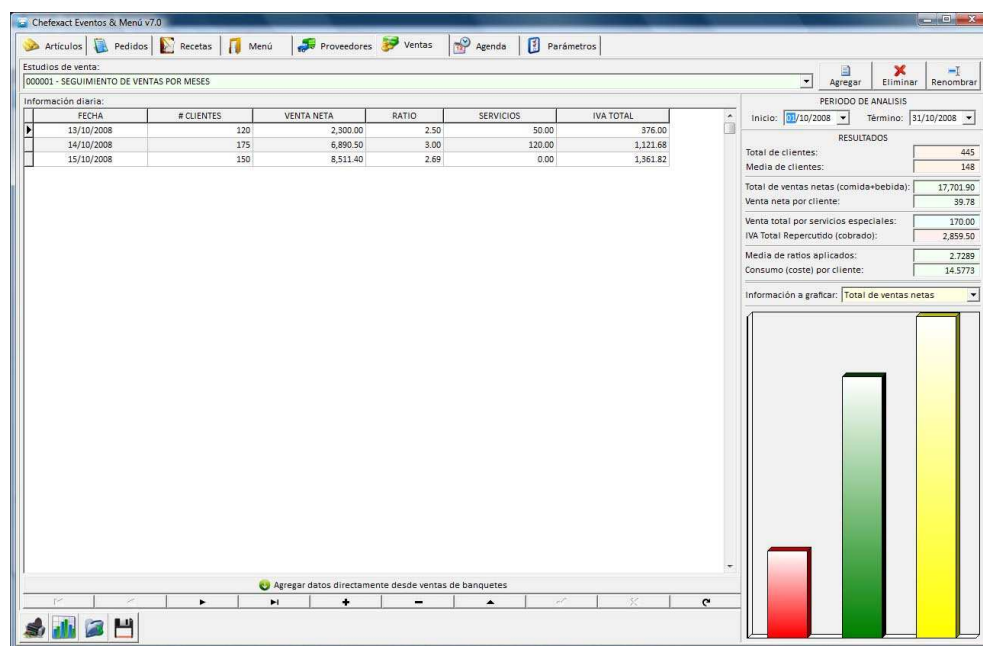 Chefexact Eventos & Menú v7.0
Artículos Pedidos Recetas Menú Proveedores Ventas Agenda Parámetros
Estudios de venta:
000001 - SEGUIMIENTO DE VENTAS POR MESES
Agregar Eliminar Renombrar
Información diaria:
FECHA # CLIENTES VENTA NETA RATIO SERVICIOS IVA TOTAL
13/10/2008 120 2,300.00 2.50 50.00 376.00
14/10/2008 175 6,890.50 3.00 120.00 1,121.68
15/10/2008 150 8,511.40 2.69 0.00 1,361.82
PERIODO DE ANALISIS
Inicio: 01/10/2008 Término: 31/10/2008
RESULTADOS
Total de clientes: 445
Media de clientes: 148
Total de ventas netas (comida+bebida): 17,701.90
Venta neta por cliente: 39.78
Venta total por servicios especiales: 170.00
IVA Total Repercutido (cobrado): 2,859.50
Media de ratios aplicados: 2.7289
Consumo (coste) por cliente: 14.5773
Información a graficar: Total de ventas netas
Agregar datos directamente desde ventas de banquetes